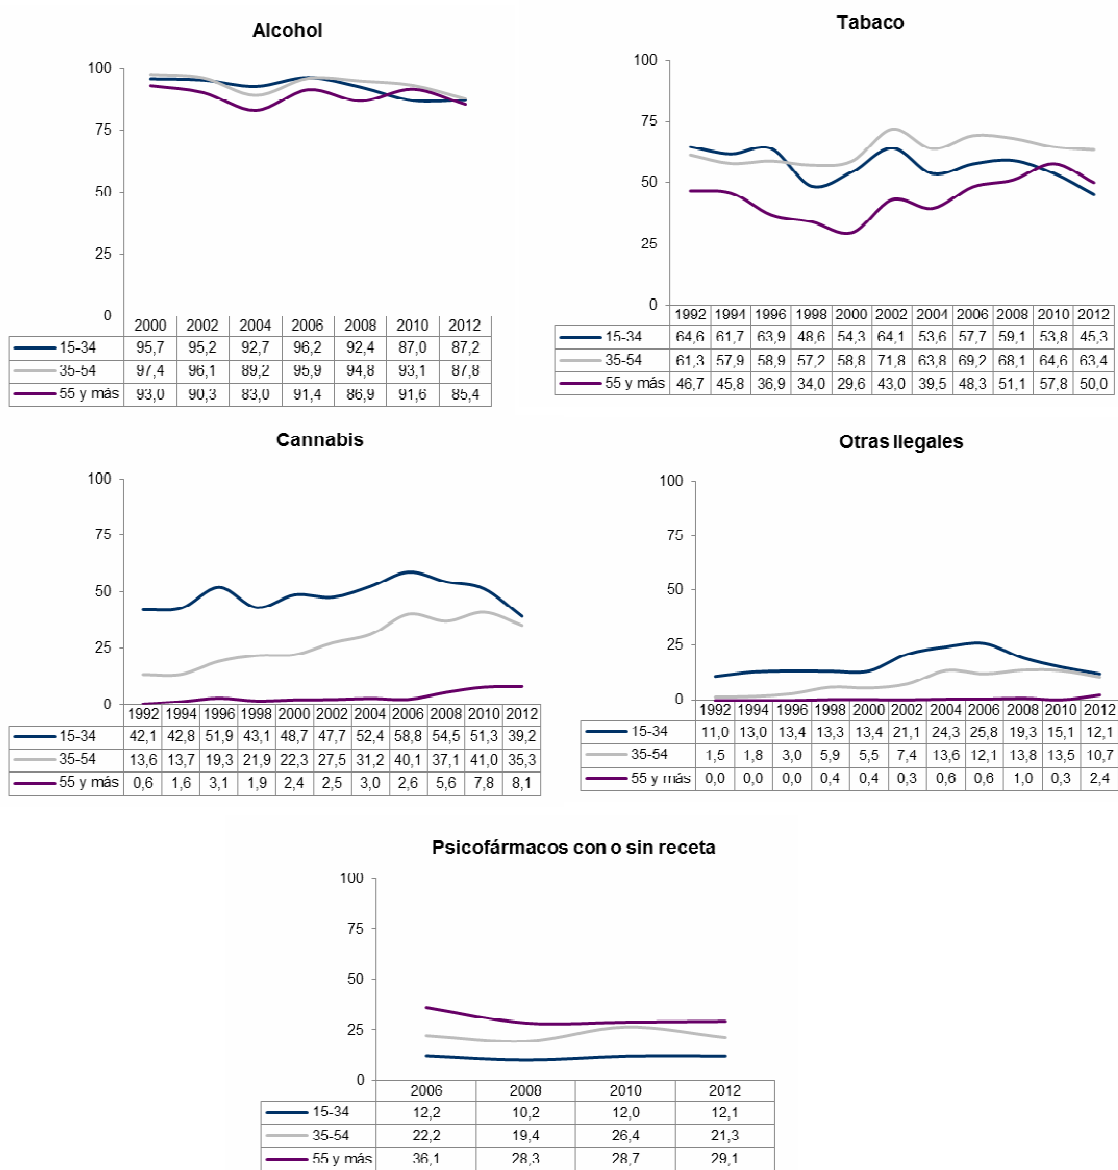 Alcohol
100
75
50
25
0
2000 2002 2004 2006 2008 2010 2012
15-34 95,7 95,2 92,7 96,2 92,4 87,0 87,2
35-54 97,4 96,1 89,2 95,9 94,8 93,1 87,8
55 y más 93,0 90,3 83,0 91,4 86,9 91,6 85,4
Tabaco
100
75
50
25
0
1992 1994 1996 1998 2000 2002 2004 2006 2008 2010 2012
15-34 64,6 61,7 63,9 48,6 54,3 64,1 53,6 57,7 59,1 53,8 45,3
35-54 61,3 57,9 58,9 57,2 58,8 71,8 63,8 69,2 68,1 64,6 63,4
55 y más 46,7 45,8 36,9 34,0 29,6 43,0 39,5 48,3 51,1 57,8 50,0
Cannabis
100
75
50
25
0
1992 1994 1996 1998 2000 2002 2004 2006 2008 2010 2012
15-34 42,1 42,8 51,9 43,1 48,7 47,7 52,4 58,8 54,5 51,3 39,2
35-54 13,6 13,7 19,3 21,9 22,3 27,5 31,2 40,1 37,1 41,0 35,3
55 y más 0,6 1,6 3,1 1,9 2,4 2,5 3,0 2,6 5,6 7,8 8,1
Otras Ilegales
100
75
50
25
0
1992 1994 1996 1998 2000 2002 2004 2006 2008 2010 2012
15-34 11,0 13,0 13,4 13,3 13,4 21,1 24,3 25,8 19,3 15,1 12,1
35-54 1,5 1,8 3,0 5,9 5,5 7,4 13,6 12,1 13,8 13,5 10,7
55 y más 0,0 0,0 0,0 0,4 0,4 0,3 0,6 0,6 1,0 0,3 2,4
Psicofármacos con o sin receta
100
75
50
25
0
2006 2008 2010 2012
15-34 12,2 10,2 12,0 12,1
35-54 22,2 19,4 26,4 21,3
55 y más 36,1 28,3 28,7 29,1